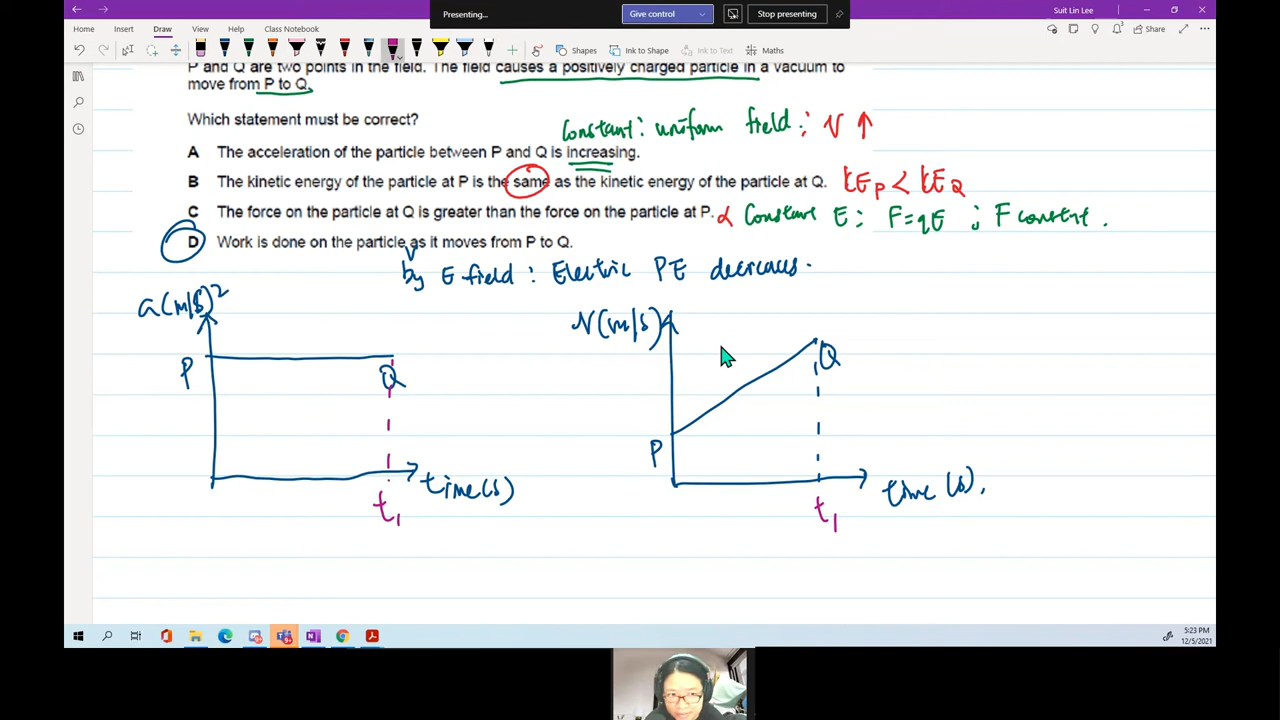 Presenting...
Give control
Stop presenting
Suit Lin Lee
Home Insert Draw View Help Class Notebook
Share
Shapes Ink to Shape Ink to Text Maths
P and Q are two points in the field. The field causes a positively charged particle in a vacuum to
move from P to Q.
Which statement must be correct?
constant : uniform field ; v ↑
A The acceleration of the particle between P and Q is increasing.
B The kinetic energy of the particle at P is the same as the kinetic energy of the particle at Q. KE_P < KE_Q
C The force on the particle at Q is greater than the force on the particle at P. α constant E ; F = qE ; F constant.
D Work is done on the particle as it moves from P to Q.
by E field : Electric PE decreases.
a(m/s)²
v(m/s)
P
Q
P
Q
time(s)
time (s).
t₁
t₁
9+
5:23 PM
12/5/2021